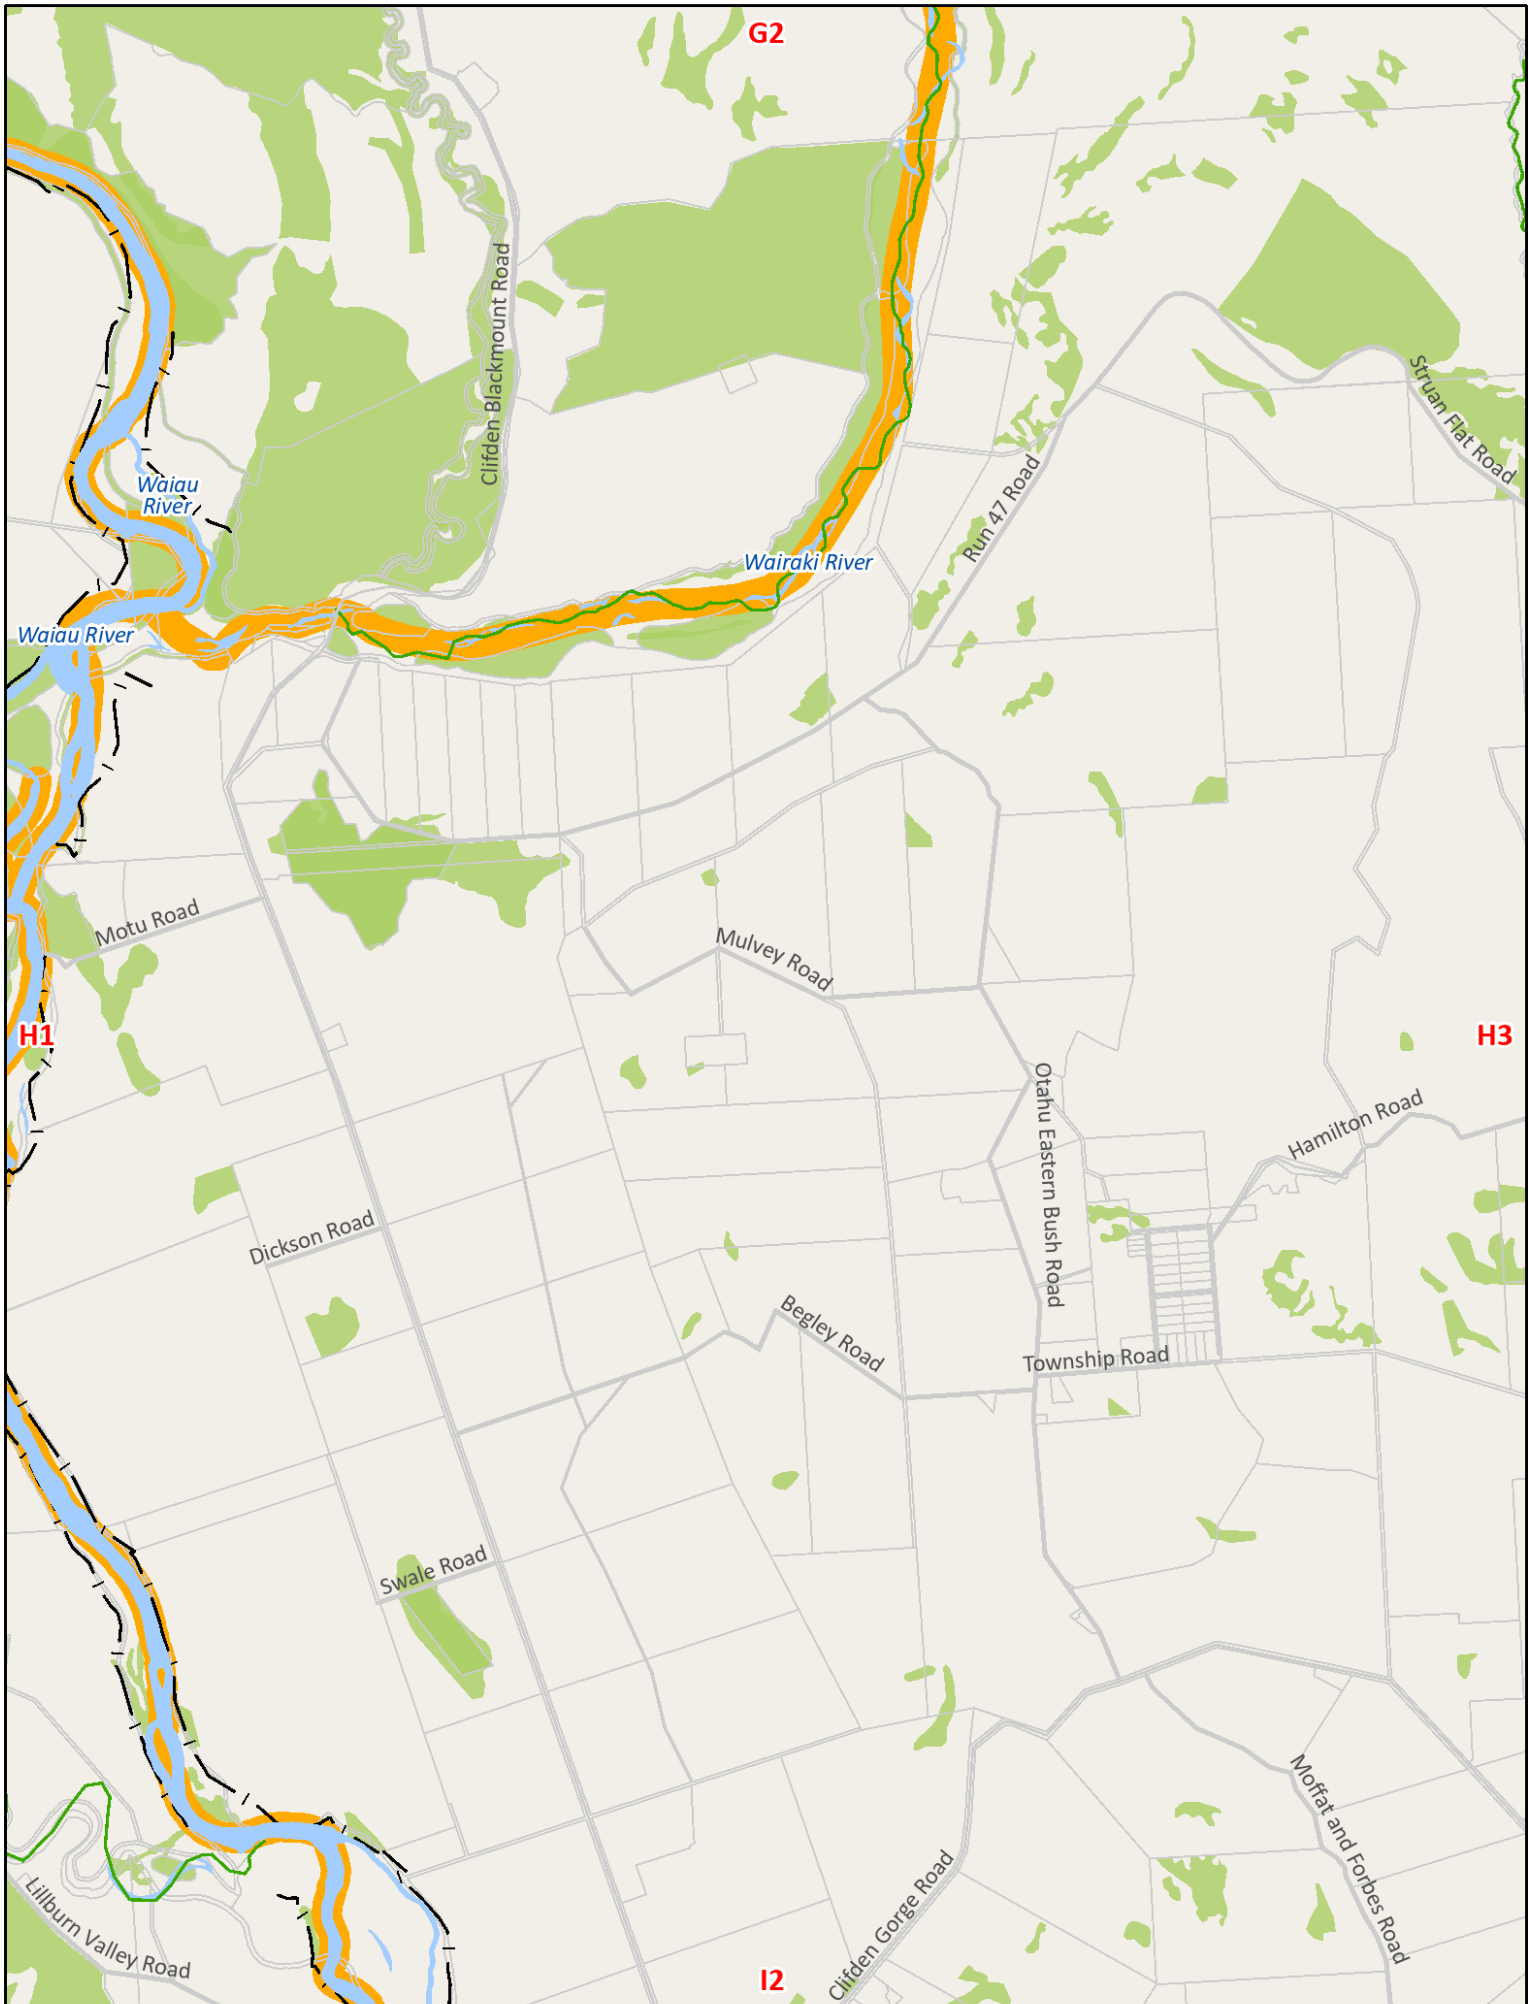 G2
Clifden Blackmount Road
Struan Flat Road
Waiau
River
Run 47 Road
Wairaki River
Waiau River
Motu Road
Mulvey Road
H1
H3
Otahu Eastern Bush Road
Hamilton Road
Dickson Road
Begley Road
Township Road
Swale Road
Moffat and Forbes Road
Clifden Gorge Road
Lillburn Valley Road
I2